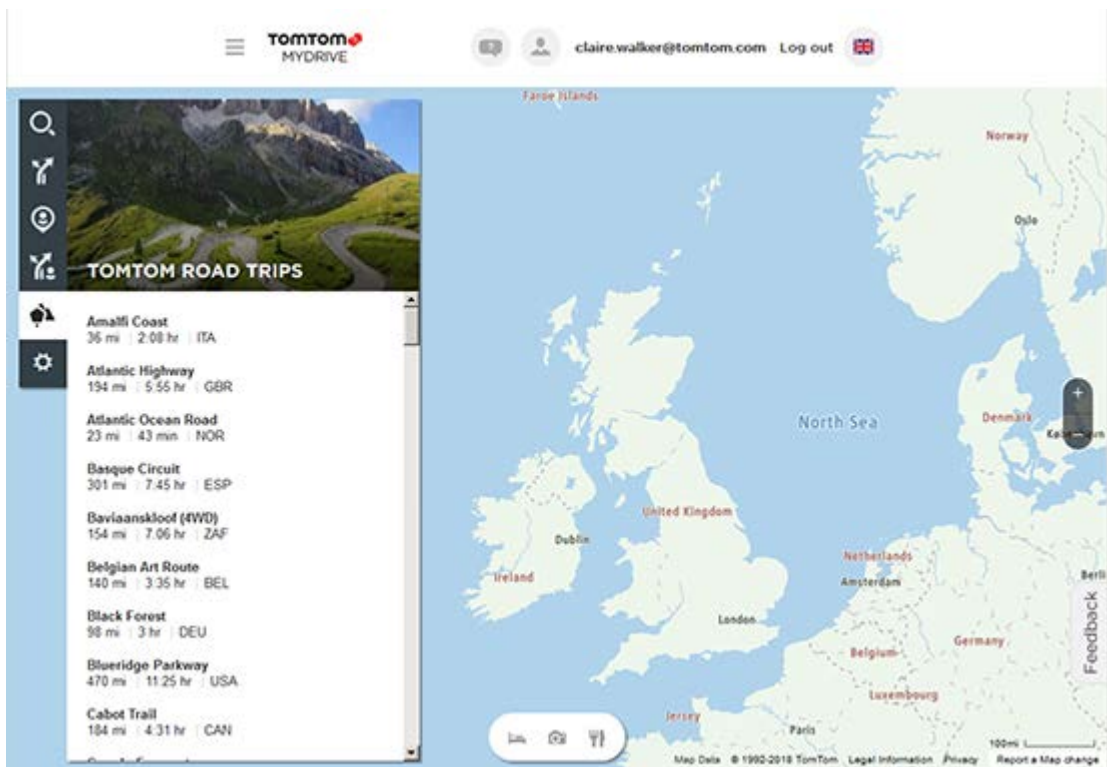 TOMTOM
MYDRIVE
claire.walker@tomtom.com Log out
TOMTOM ROAD TRIPS
Amalfi Coast
36 mi 2:08 hr ITA
Atlantic Highway
194 mi 5:55 hr GBR
Atlantic Ocean Road
23 mi 43 min NOR
Basque Circuit
301 mi 7:45 hr ESP
Baviaanskloof (4WD)
154 mi 7:06 hr ZAF
Belgian Art Route
140 mi 3:35 hr BEL
Black Forest
98 mi 3 hr DEU
Blueridge Parkway
470 mi 11:25 hr USA
Cabot Trail
184 mi 4:31 hr CAN
Faroe Islands
Norway
Oslo
North Sea
Denmark
+
United Kingdom
Dublin
Ireland
Netherlands
Amsterdam
London
Germany
Belgium
Luxembourg
Jersey
Paris
Feedback
100mi
Map Data © 1992-2018 TomTom Legal Information Privacy Report a Map change